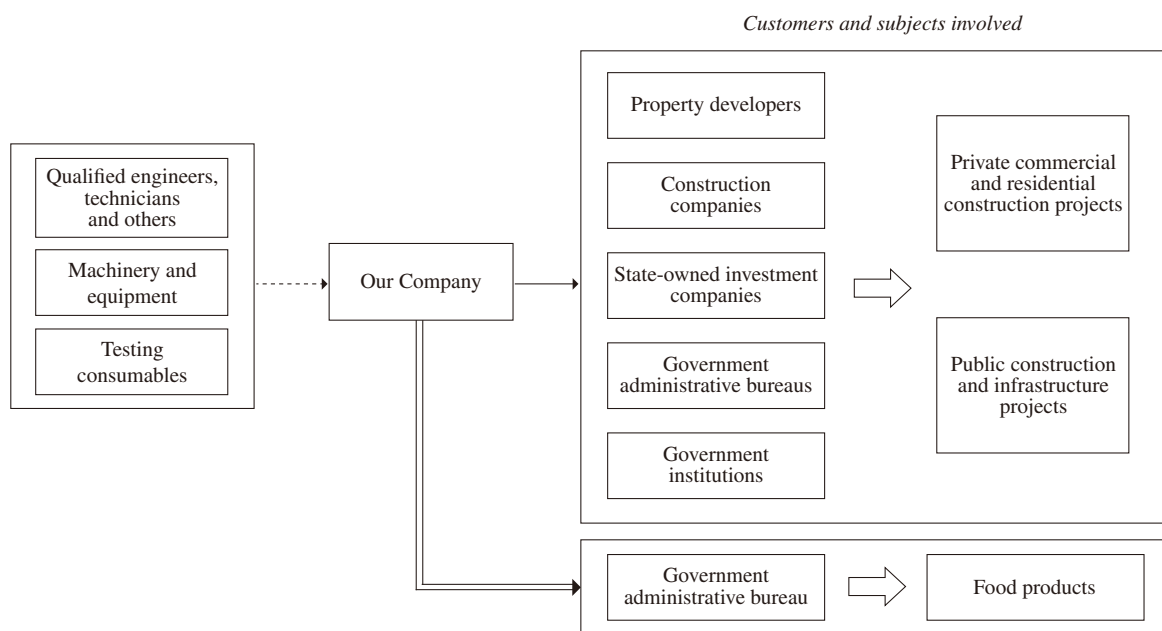 Customers and subjects involved
Qualified engineers,
technicians
and others
Machinery and
equipment
Testing
consumables
Our Company
Property developers
Construction
companies
State-owned investment
companies
Government
administrative bureaus
Government
institutions
Private commercial
and residential
construction projects
Public construction
and infrastructure
projects
Government
administrative bureau
Food products